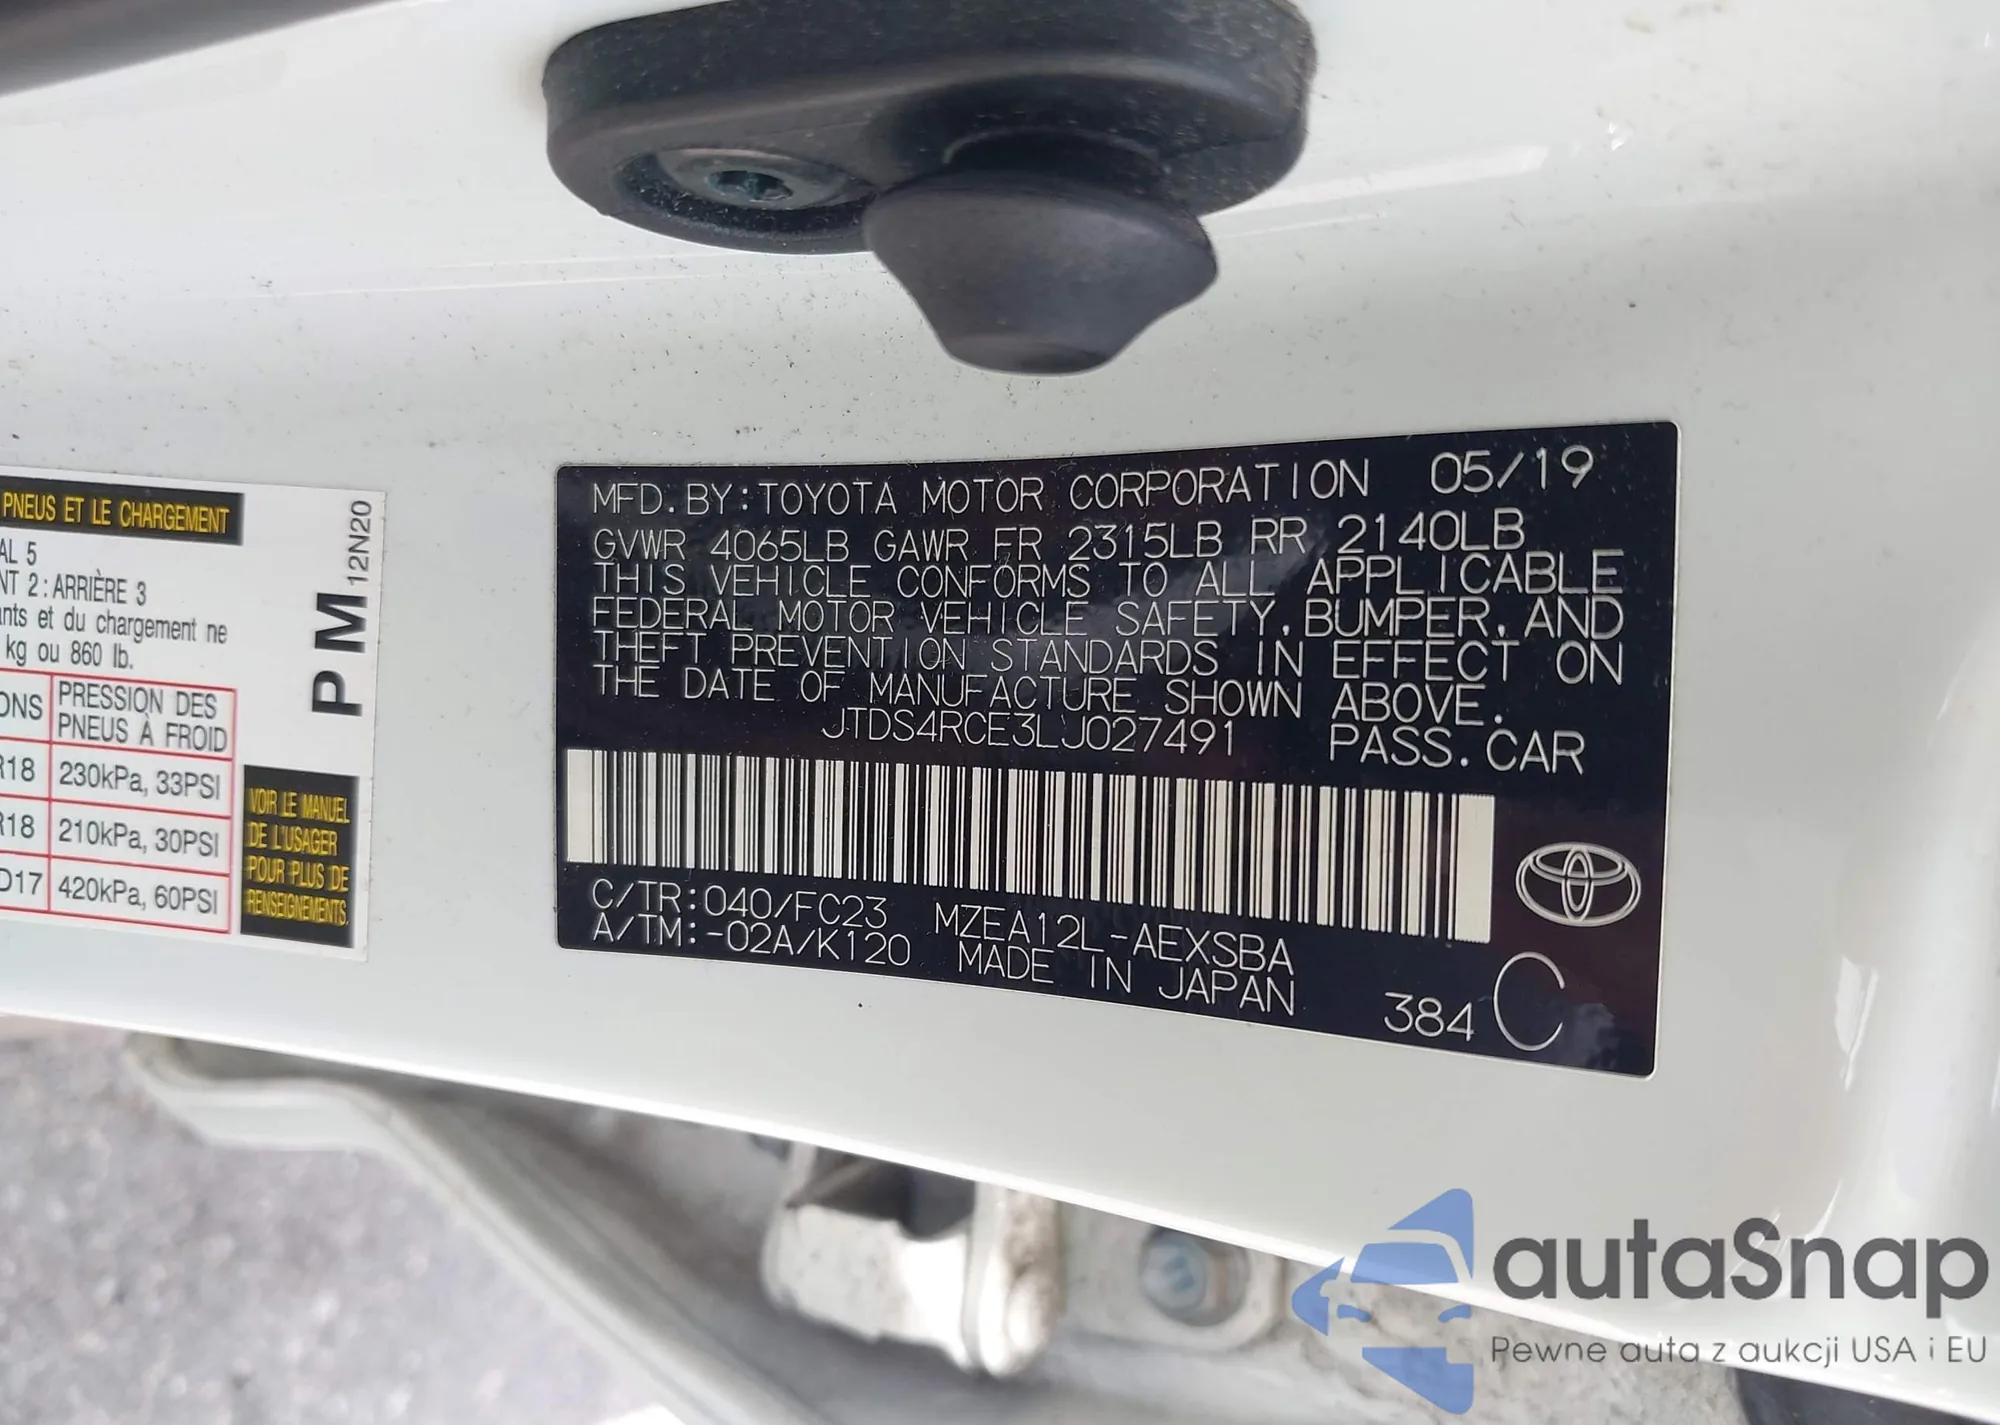 PNEUS ET LE CHARGEMENT
AL 5
NT 2 : ARRIÈRE 3
ants et du chargement ne
kg ou 860 lb.
ONS PRESSION DES
PNEUS À FROID
R18 230kPa, 33PSI
R18 210kPa, 30PSI
D17 420kPa, 60PSI
PM 12N20
VOIR LE MANUEL
DE L'USAGER
POUR PLUS DE
RENSEIGNEMENTS.
MFD. BY: TOYOTA MOTOR CORPORATION 05/19
GVWR 4065LB GAWR FR 2315LB RR 2140LB
THIS VEHICLE CONFORMS TO ALL APPLICABLE
FEDERAL MOTOR VEHICLE SAFETY, BUMPER, AND
THEFT PREVENTION STANDARDS IN EFFECT ON
THE DATE OF MANUFACTURE SHOWN ABOVE.
JTDS4RCE3LJ027491 PASS. CAR
C/TR: 040/FC23 MZEA12L-AEXSBA
A/TM: -02A/K120 MADE IN JAPAN
384 C
autaSnap
Pewne auta z aukcji USA i EU